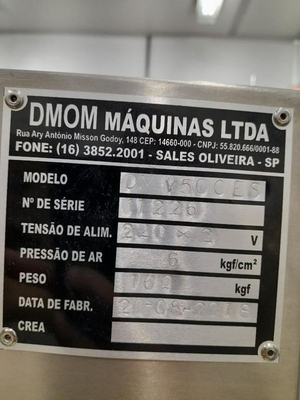 DMOM MÁQUINAS LTDA
Rua Ary António Misson Godoy, 148 CEP: 14660-000 - CNPJ: 55.820.666/0001-88
FONE: (16) 3852.2001 - SALES OLIVEIRA - SP
MODELO
Nº DE SÉRIE
TENSÃO DE ALIM. V
PRESSÃO DE AR 6 kgf/cm²
PESO kgf
DATA DE FABR.
CREA